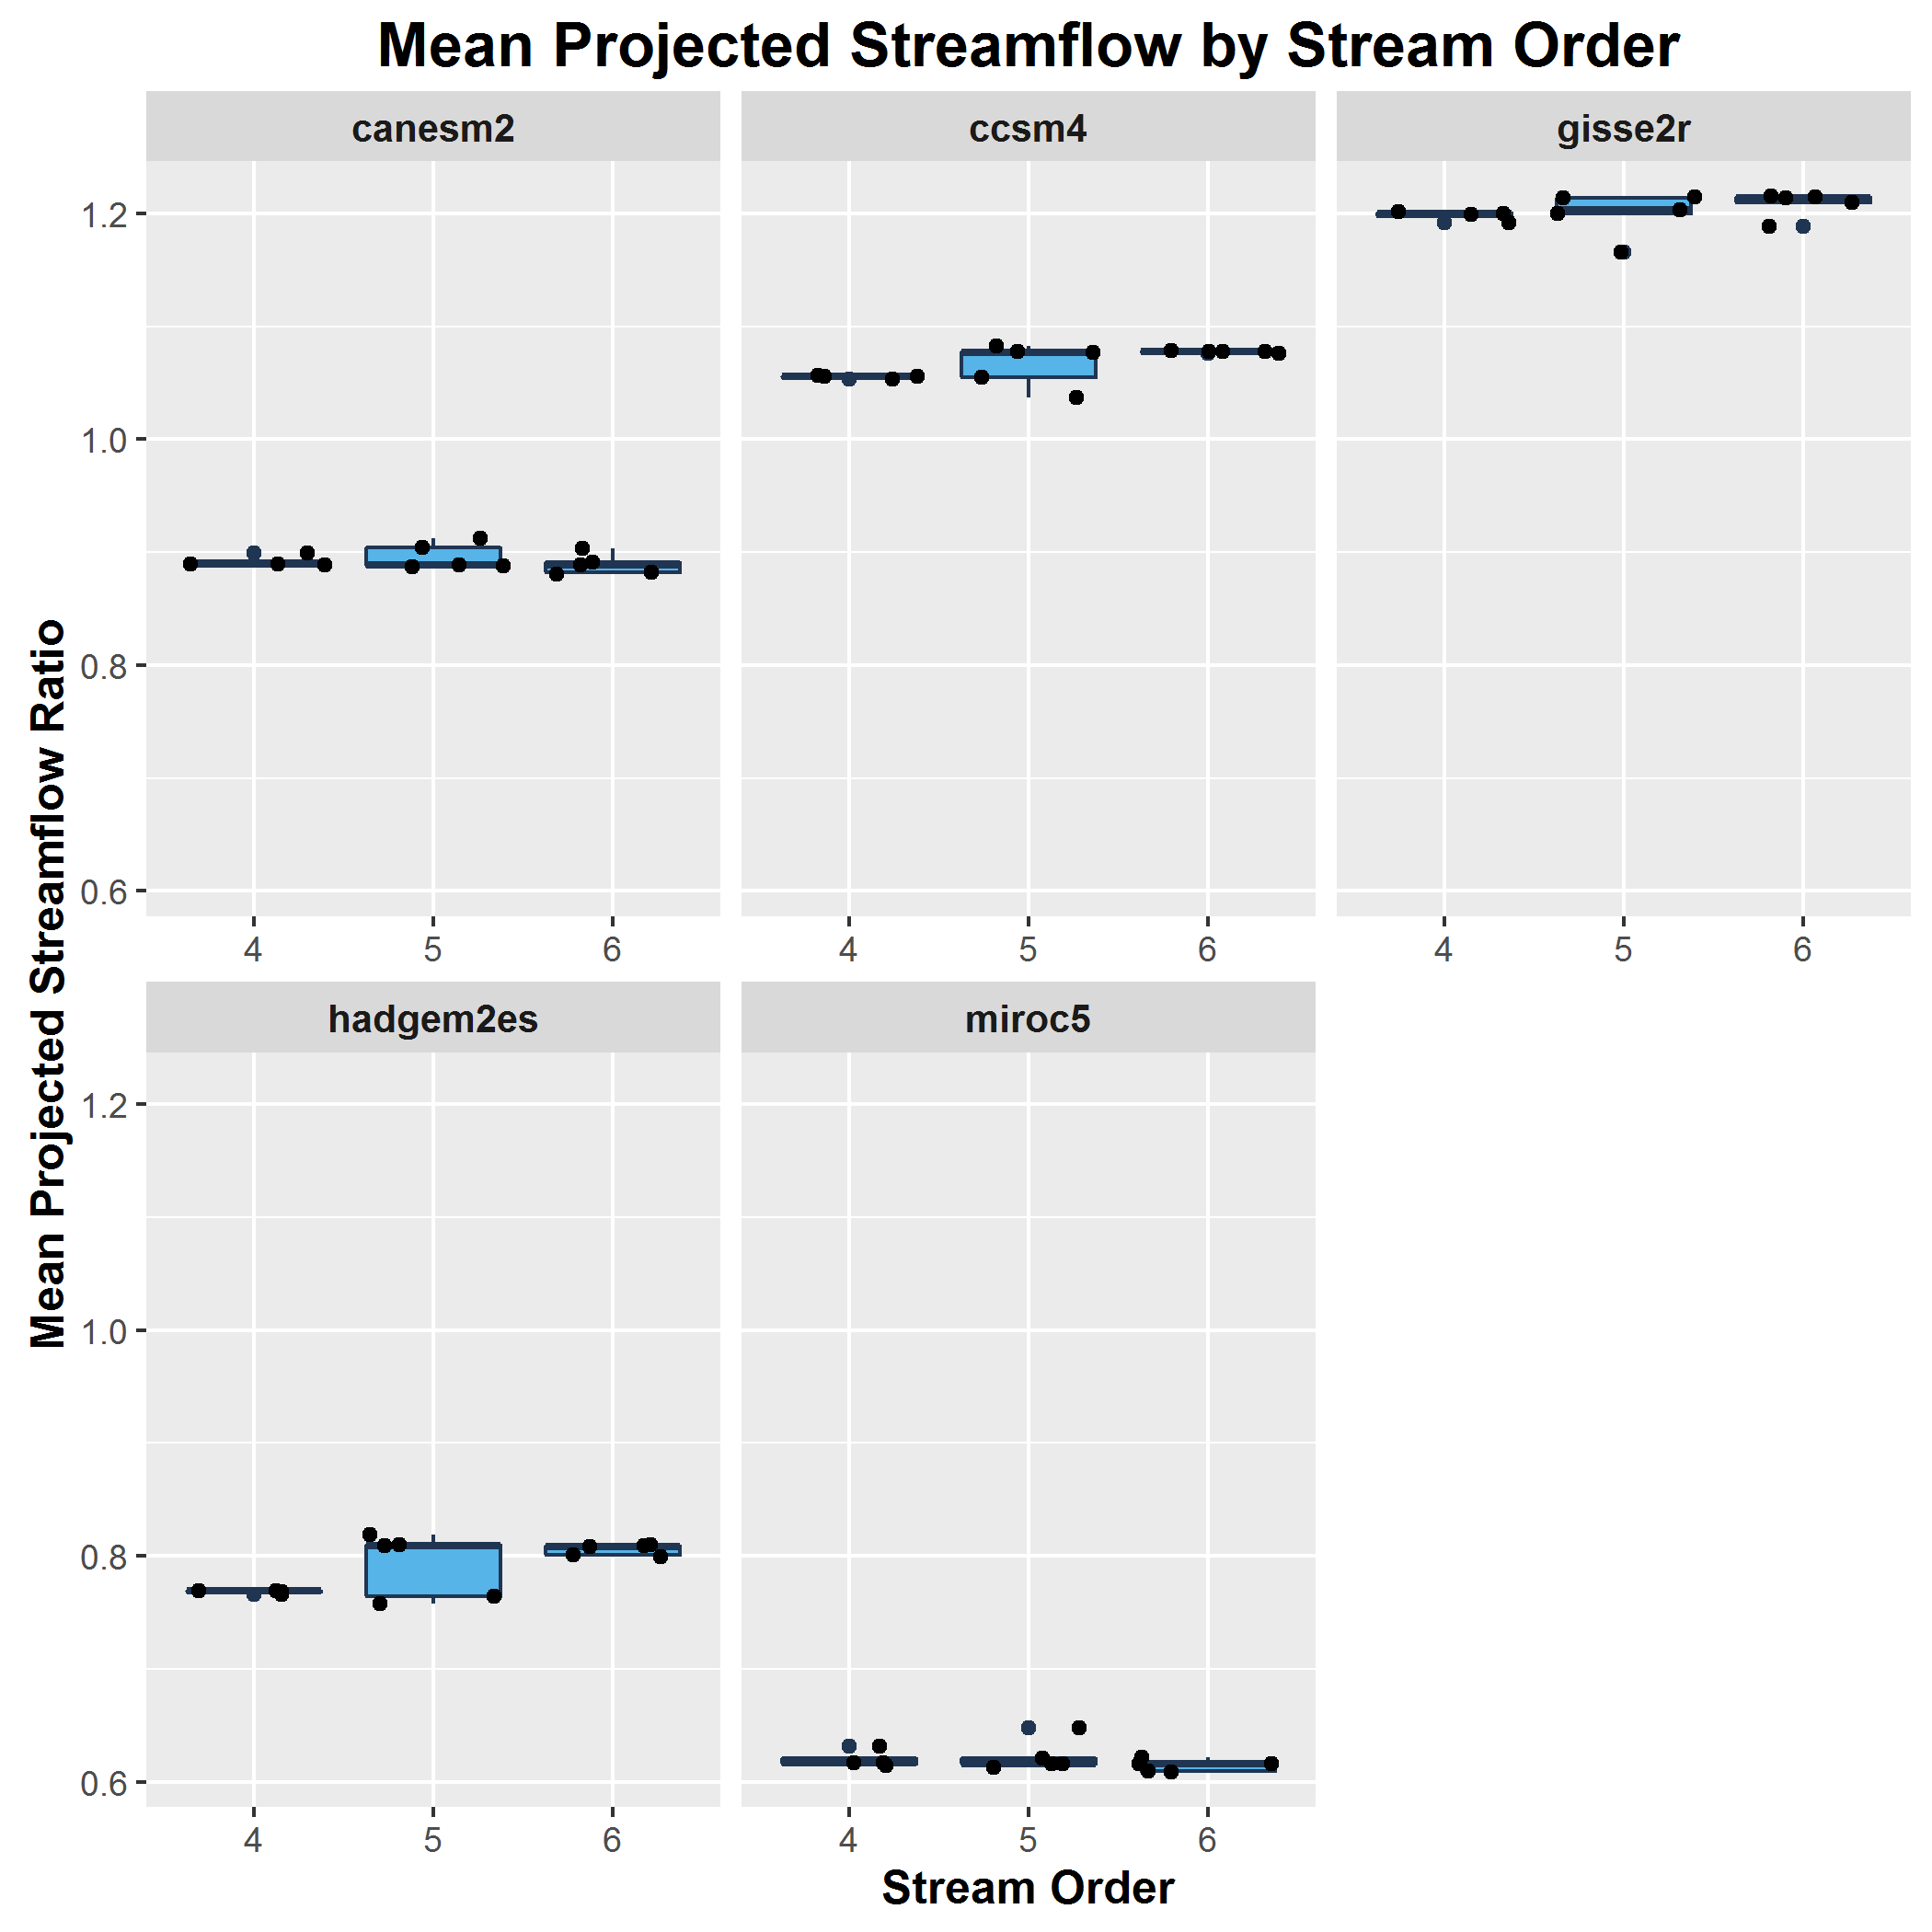 Mean Projected Streamflow by Stream Order
canesm2
ccsm4
gisse2r
1.2
1.0
0.8
0.6
4 5 6
4 5 6
4 5 6
Mean Projected Streamflow Ratio
hadgem2es
miroc5
1.2
1.0
0.8
0.6
4 5 6
4 5 6
Stream Order